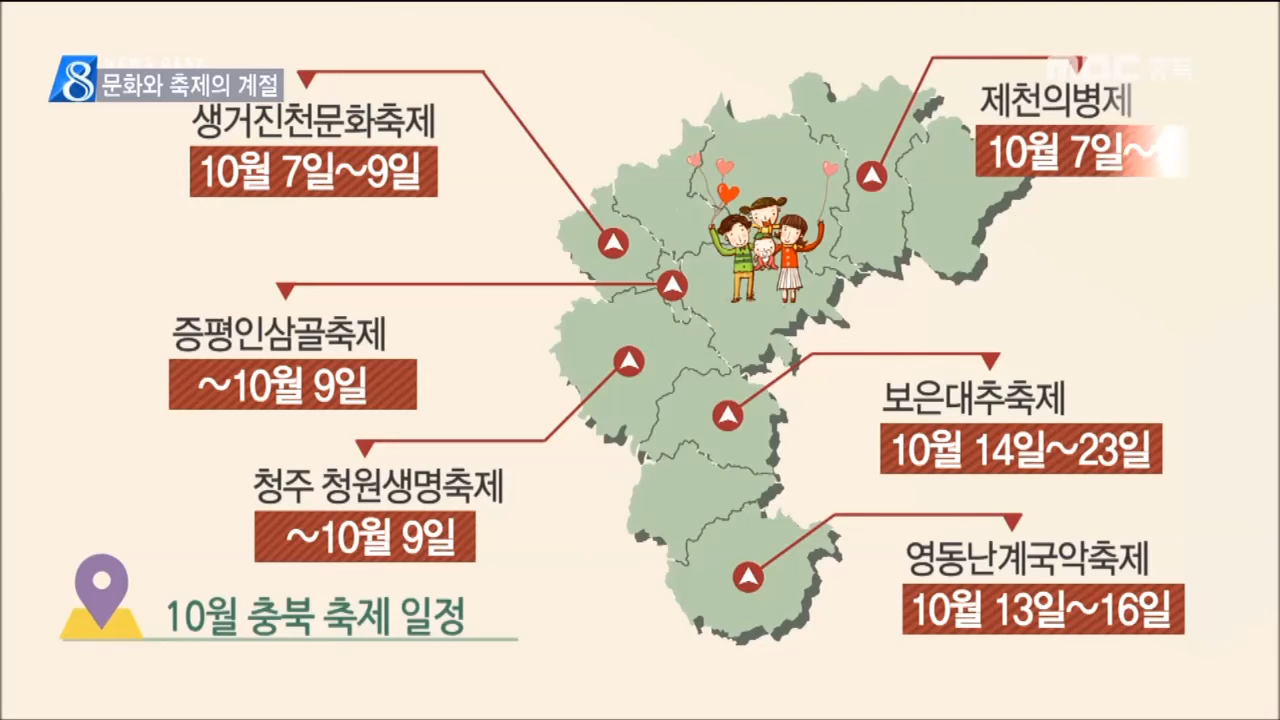 8 문화와 축제의 계절
MBC 충북
생거진천문화축제
10월 7일~9일
제천의병제
10월 7일~
증평인삼골축제
~10월 9일
보은대추축제
10월 14일~23일
청주 청원생명축제
~10월 9일
영동난계국악축제
10월 13일~16일
10월 충북 축제 일정